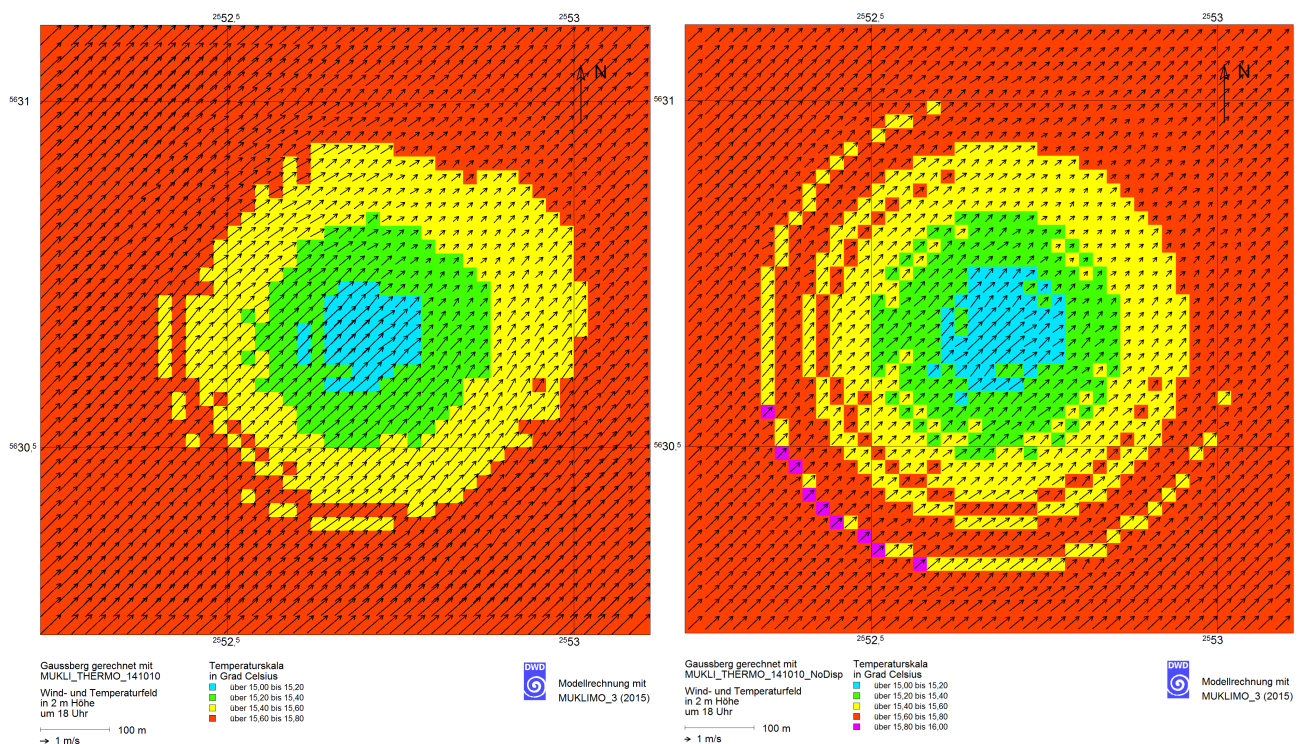 2552,5 2553
5631
N
5630,5
2552,5 2553
Gaussberg gerechnet mit
MUKLI_THERMO_141010
Wind- und Temperaturfeld
in 2 m Höhe
um 18 Uhr
100 m
1 m/s
Temperaturskala
in Grad Celsius
über 15,00 bis 15,20
über 15,20 bis 15,40
über 15,40 bis 15,60
über 15,60 bis 15,80
DWD
Modellrechnung mit
MUKLIMO_3 (2015)
2552,5 2553
5631
N
5630,5
2552,5 2553
Gaussberg gerechnet mit
MUKLI_THERMO_141010_NoDisp
Wind- und Temperaturfeld
in 2 m Höhe
um 18 Uhr
100 m
1 m/s
Temperaturskala
in Grad Celsius
über 15,00 bis 15,20
über 15,20 bis 15,40
über 15,40 bis 15,60
über 15,60 bis 15,80
über 15,80 bis 16,00
DWD
Modellrechnung mit
MUKLIMO_3 (2015)